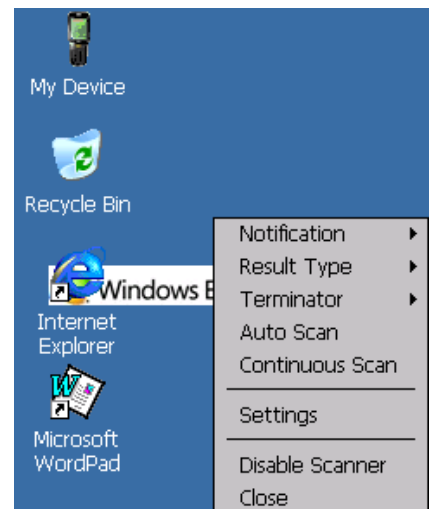 My Device
Recycle Bin
Windows E
Internet
Explorer
Microsoft
WordPad
Notification
Result Type
Terminator
Auto Scan
Continuous Scan
Settings
Disable Scanner
Close